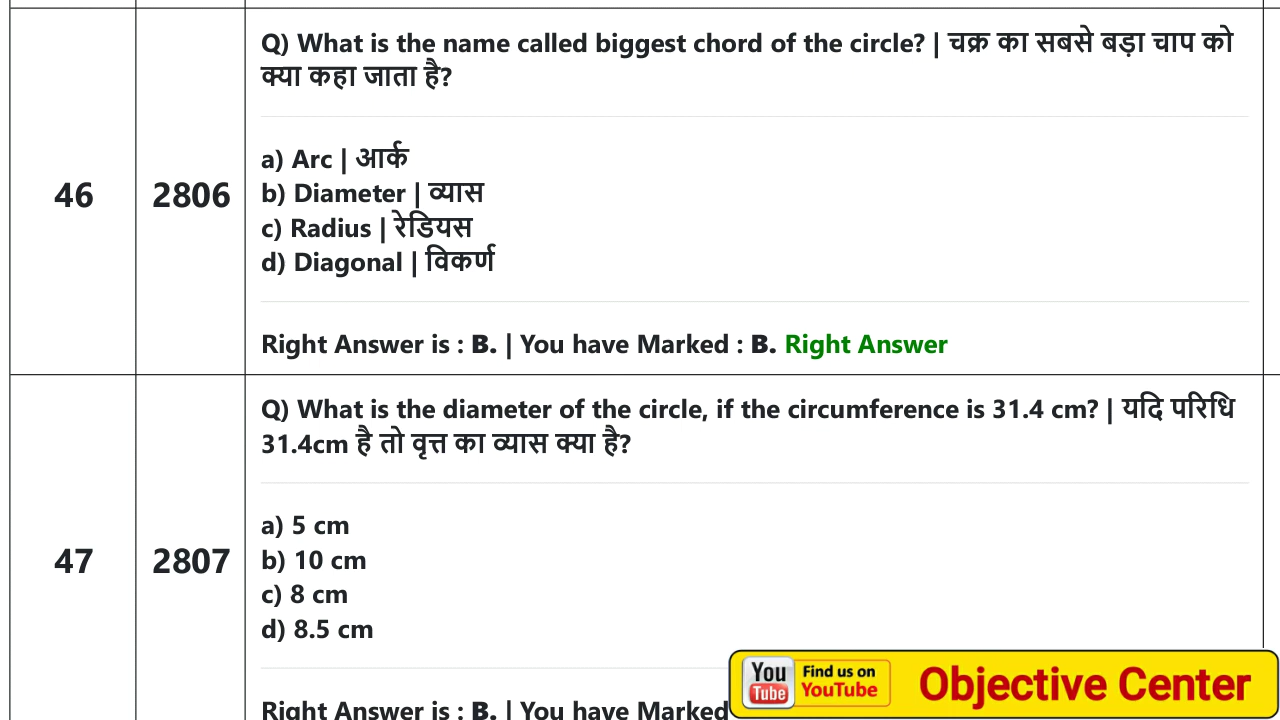 46
2806
Q) What is the name called biggest chord of the circle? | चक्र का सबसे बड़ा चाप को
क्या कहा जाता है?
a) Arc | आर्क
b) Diameter | व्यास
c) Radius | रेडियस
d) Diagonal | विकर्ण
Right Answer is : B. | You have Marked : B. Right Answer
47
2807
Q) What is the diameter of the circle, if the circumference is 31.4 cm? | यदि परिधि
31.4cm है तो वृत्त का व्यास क्या है?
a) 5 cm
b) 10 cm
c) 8 cm
d) 8.5 cm
Right Answer is : B. | You have Marked
You Tube
Find us on
YouTube
Objective Center